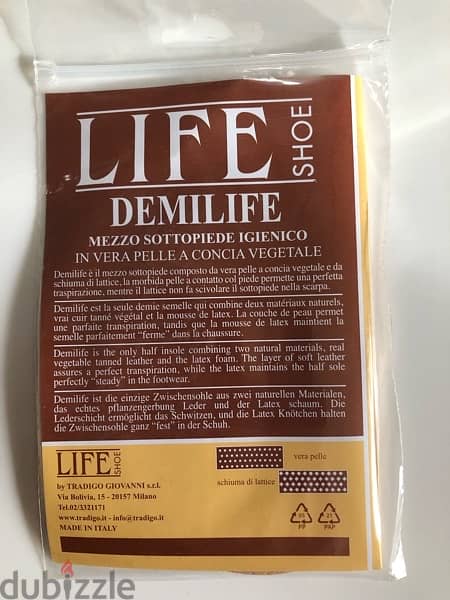 LIFE
SHOE
DEMILIFE
MEZZO SOTTOPIEDE IGIENICO
IN VERA PELLE A CONCIA VEGETALE
Demilife è il mezzo sottopiede composto da vera pelle a concia vegetale e da
schiuma di lattice, la morbida pelle a contatto col piede permette una perfetta
traspirazione, mentre il lattice non fa scivolare il sottopiede nella scarpa.
Demilife est la seule demie semelle qui combine deux matériaux naturels,
vrai cuir tanné végétal et la mousse de latex. La couche de peau permet
une parfaite transpiration, tandis que la mousse de latex maintient la
semelle parfaitement "ferme" dans la chaussure.
Demilife is the only half insole combining two natural materials, real
vegetable tanned leather and the latex foam. The layer of soft leather
assures a perfect transpiration, while the latex maintains the half sole
perfectly "steady" in the footwear.
Demilife ist die einzige Zwischensohle aus zwei naturellen Materialen,
das echtes pflanzengerbung Leder und der Latex schaum. Die
Lederschicht ermöglicht das Schwitzen, und die Latex Knötchen halten
die Zwischensohle ganz "fest" in der Schuh.
LIFE
SHOE
by TRADIGO GIOVANNI s.r.l.
Via Bolivia, 15 - 20157 Milano
Tel.02/3321171
www.tradigo.it - info@tradigo.it
MADE IN ITALY
vera pelle
schiuma di lattice
05
PP
21
PAP
dubizzle